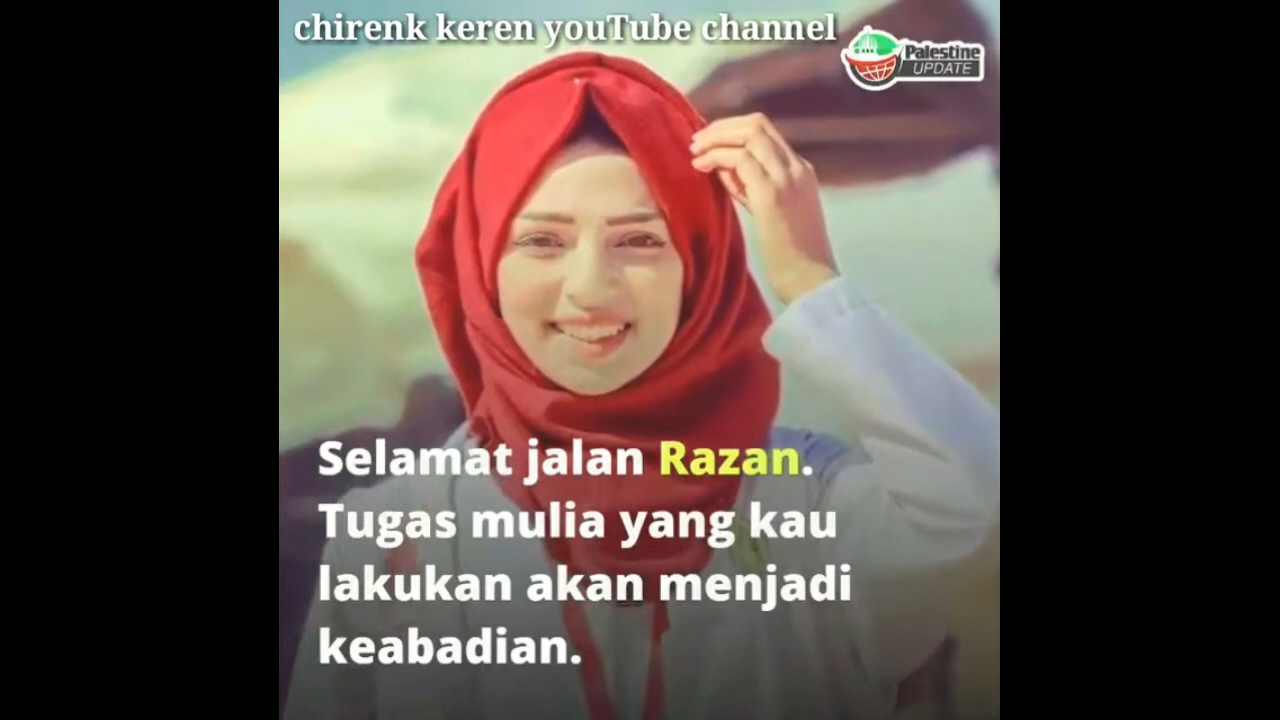 chirenk keren youTube channel
Palestine
UPDATE
Selamat jalan Razan.
Tugas mulia yang kau
lakukan akan menjadi
keabadian.